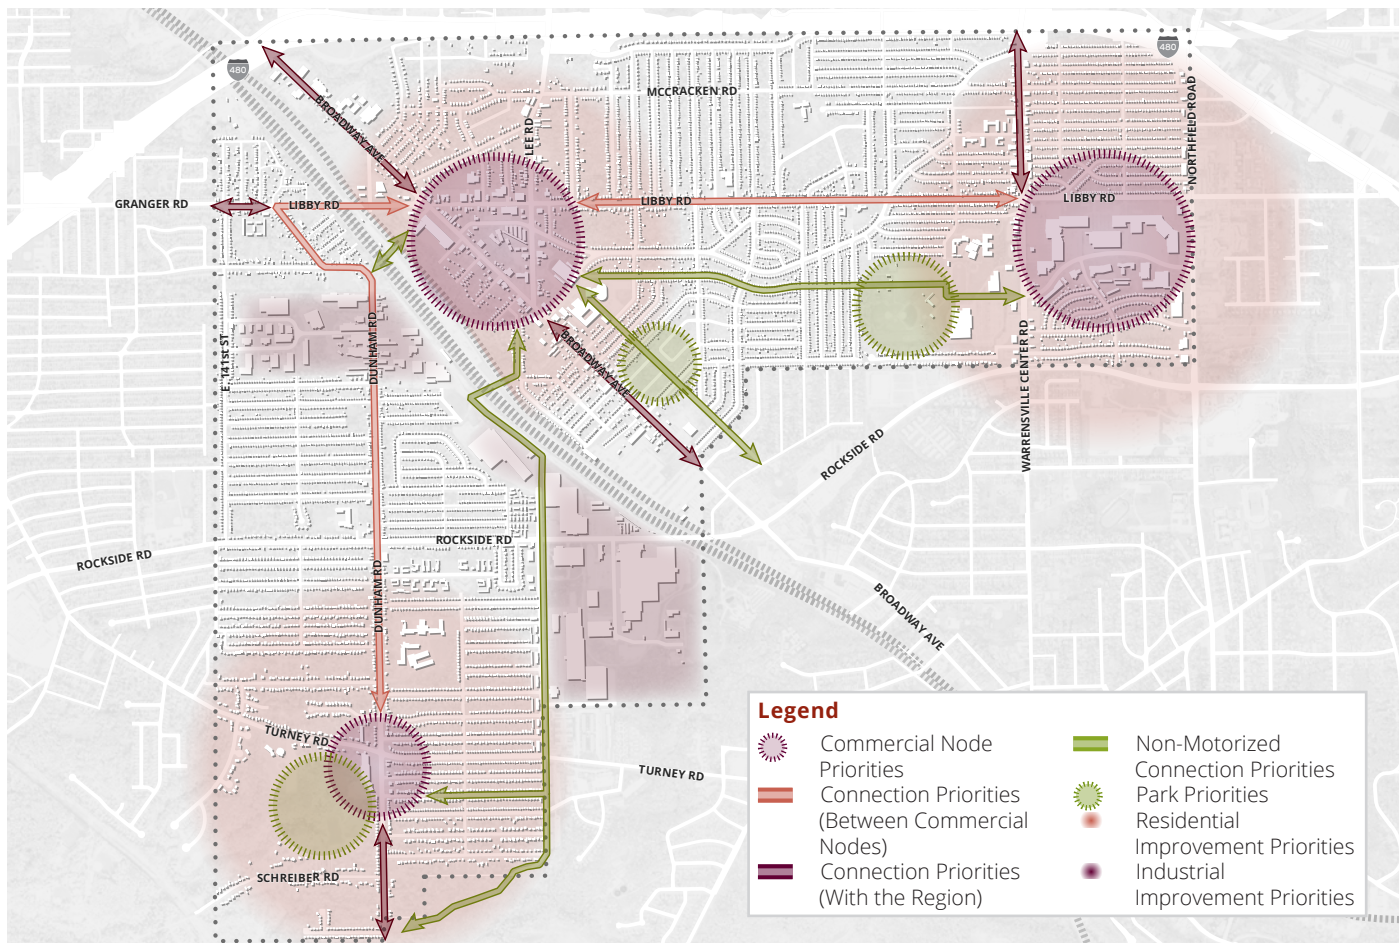 480
480
MCCRACKEN RD
BROADWAY AVE
LEE RD
NORTHFIELD ROAD
GRANGER RD
LIBBY RD
LIBBY RD
LIBBY RD
E. 141st ST
DUNHAM RD
BROADWAY AVE
WARRENSVILLE CENTER RD
ROCKSIDE RD
ROCKSIDE RD
ROCKSIDE RD
DUNHAM RD
BROADWAY AVE
TURNEY RD
TURNEY RD
SCHREIBER RD
Legend
Commercial Node
Priorities
Connection Priorities
(Between Commercial
Nodes)
Connection Priorities
(With the Region)
Non-Motorized
Connection Priorities
Park Priorities
Residential
Improvement Priorities
Industrial
Improvement Priorities